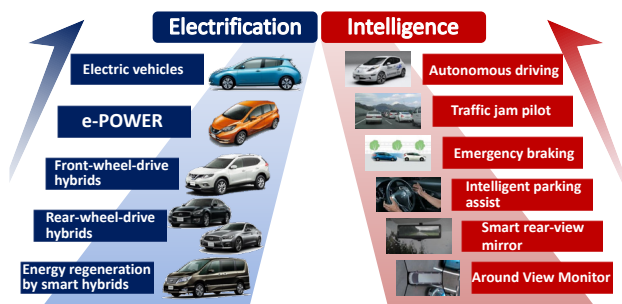 Electrification
Intelligence
Electric vehicles
e-POWER
Front-wheel-drive
hybrids
Rear-wheel-drive
hybrids
Energy regeneration
by smart hybrids
Autonomous driving
Traffic jam pilot
Emergency braking
Intelligent parking
assist
Smart rear-view
mirror
Around View Monitor